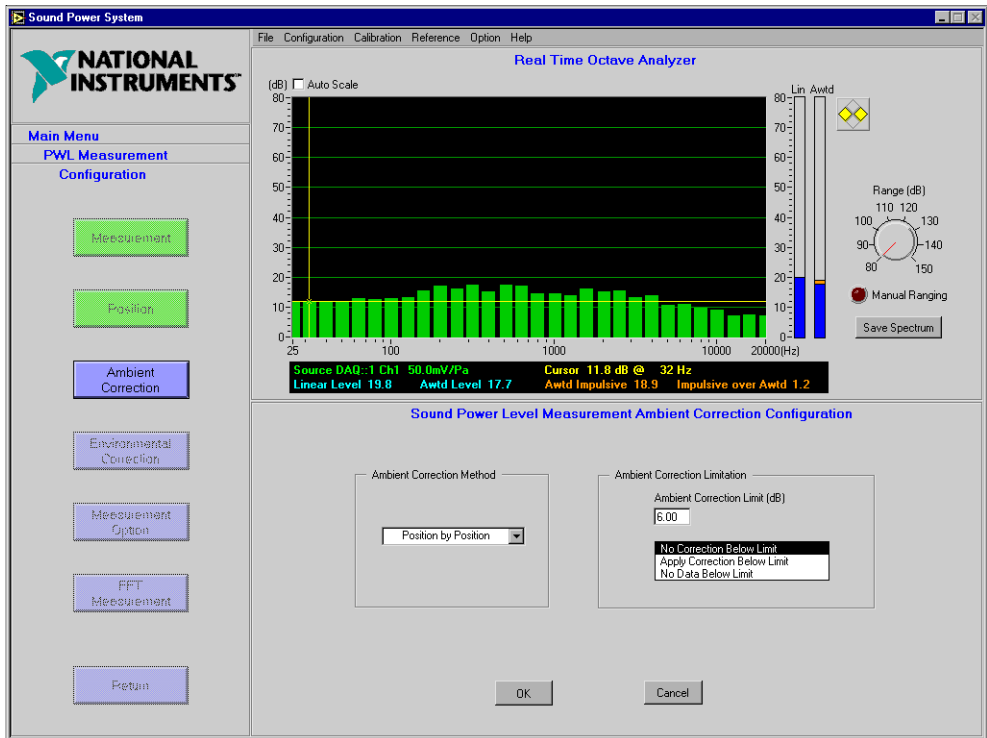 Sound Power System
NATIONAL
INSTRUMENTS™
Main Menu
PWL Measurement
Configuration
Measurement
Position
Ambient
Correction
Environmental
Correction
Measurement
Option
FFT
Measurement
Return
File Configuration Calibration Reference Option Help
Real Time Octave Analyzer
(dB) Auto Scale
80
70
60
50
40
30
20
10
0
25 100 1000 10000 20000(Hz)
Lin Awtd
80
70
60
50
40
30
20
10
0
Range (dB)
110 120
100 130
90 140
80 150
Manual Ranging
Save Spectrum
Source DAQ::1 Ch1 50.0mV/Pa Cursor 11.8 dB @ 32 Hz
Linear Level 19.8 Awtd Level 17.7 Awtd Impulsive 18.9 Impulsive over Awtd 1.2
Sound Power Level Measurement Ambient Correction Configuration
Ambient Correction Method
Position by Position
Ambient Correction Limitation
Ambient Correction Limit (dB)
6.00
No Correction Below Limit
Apply Correction Below Limit
No Data Below Limit
OK Cancel